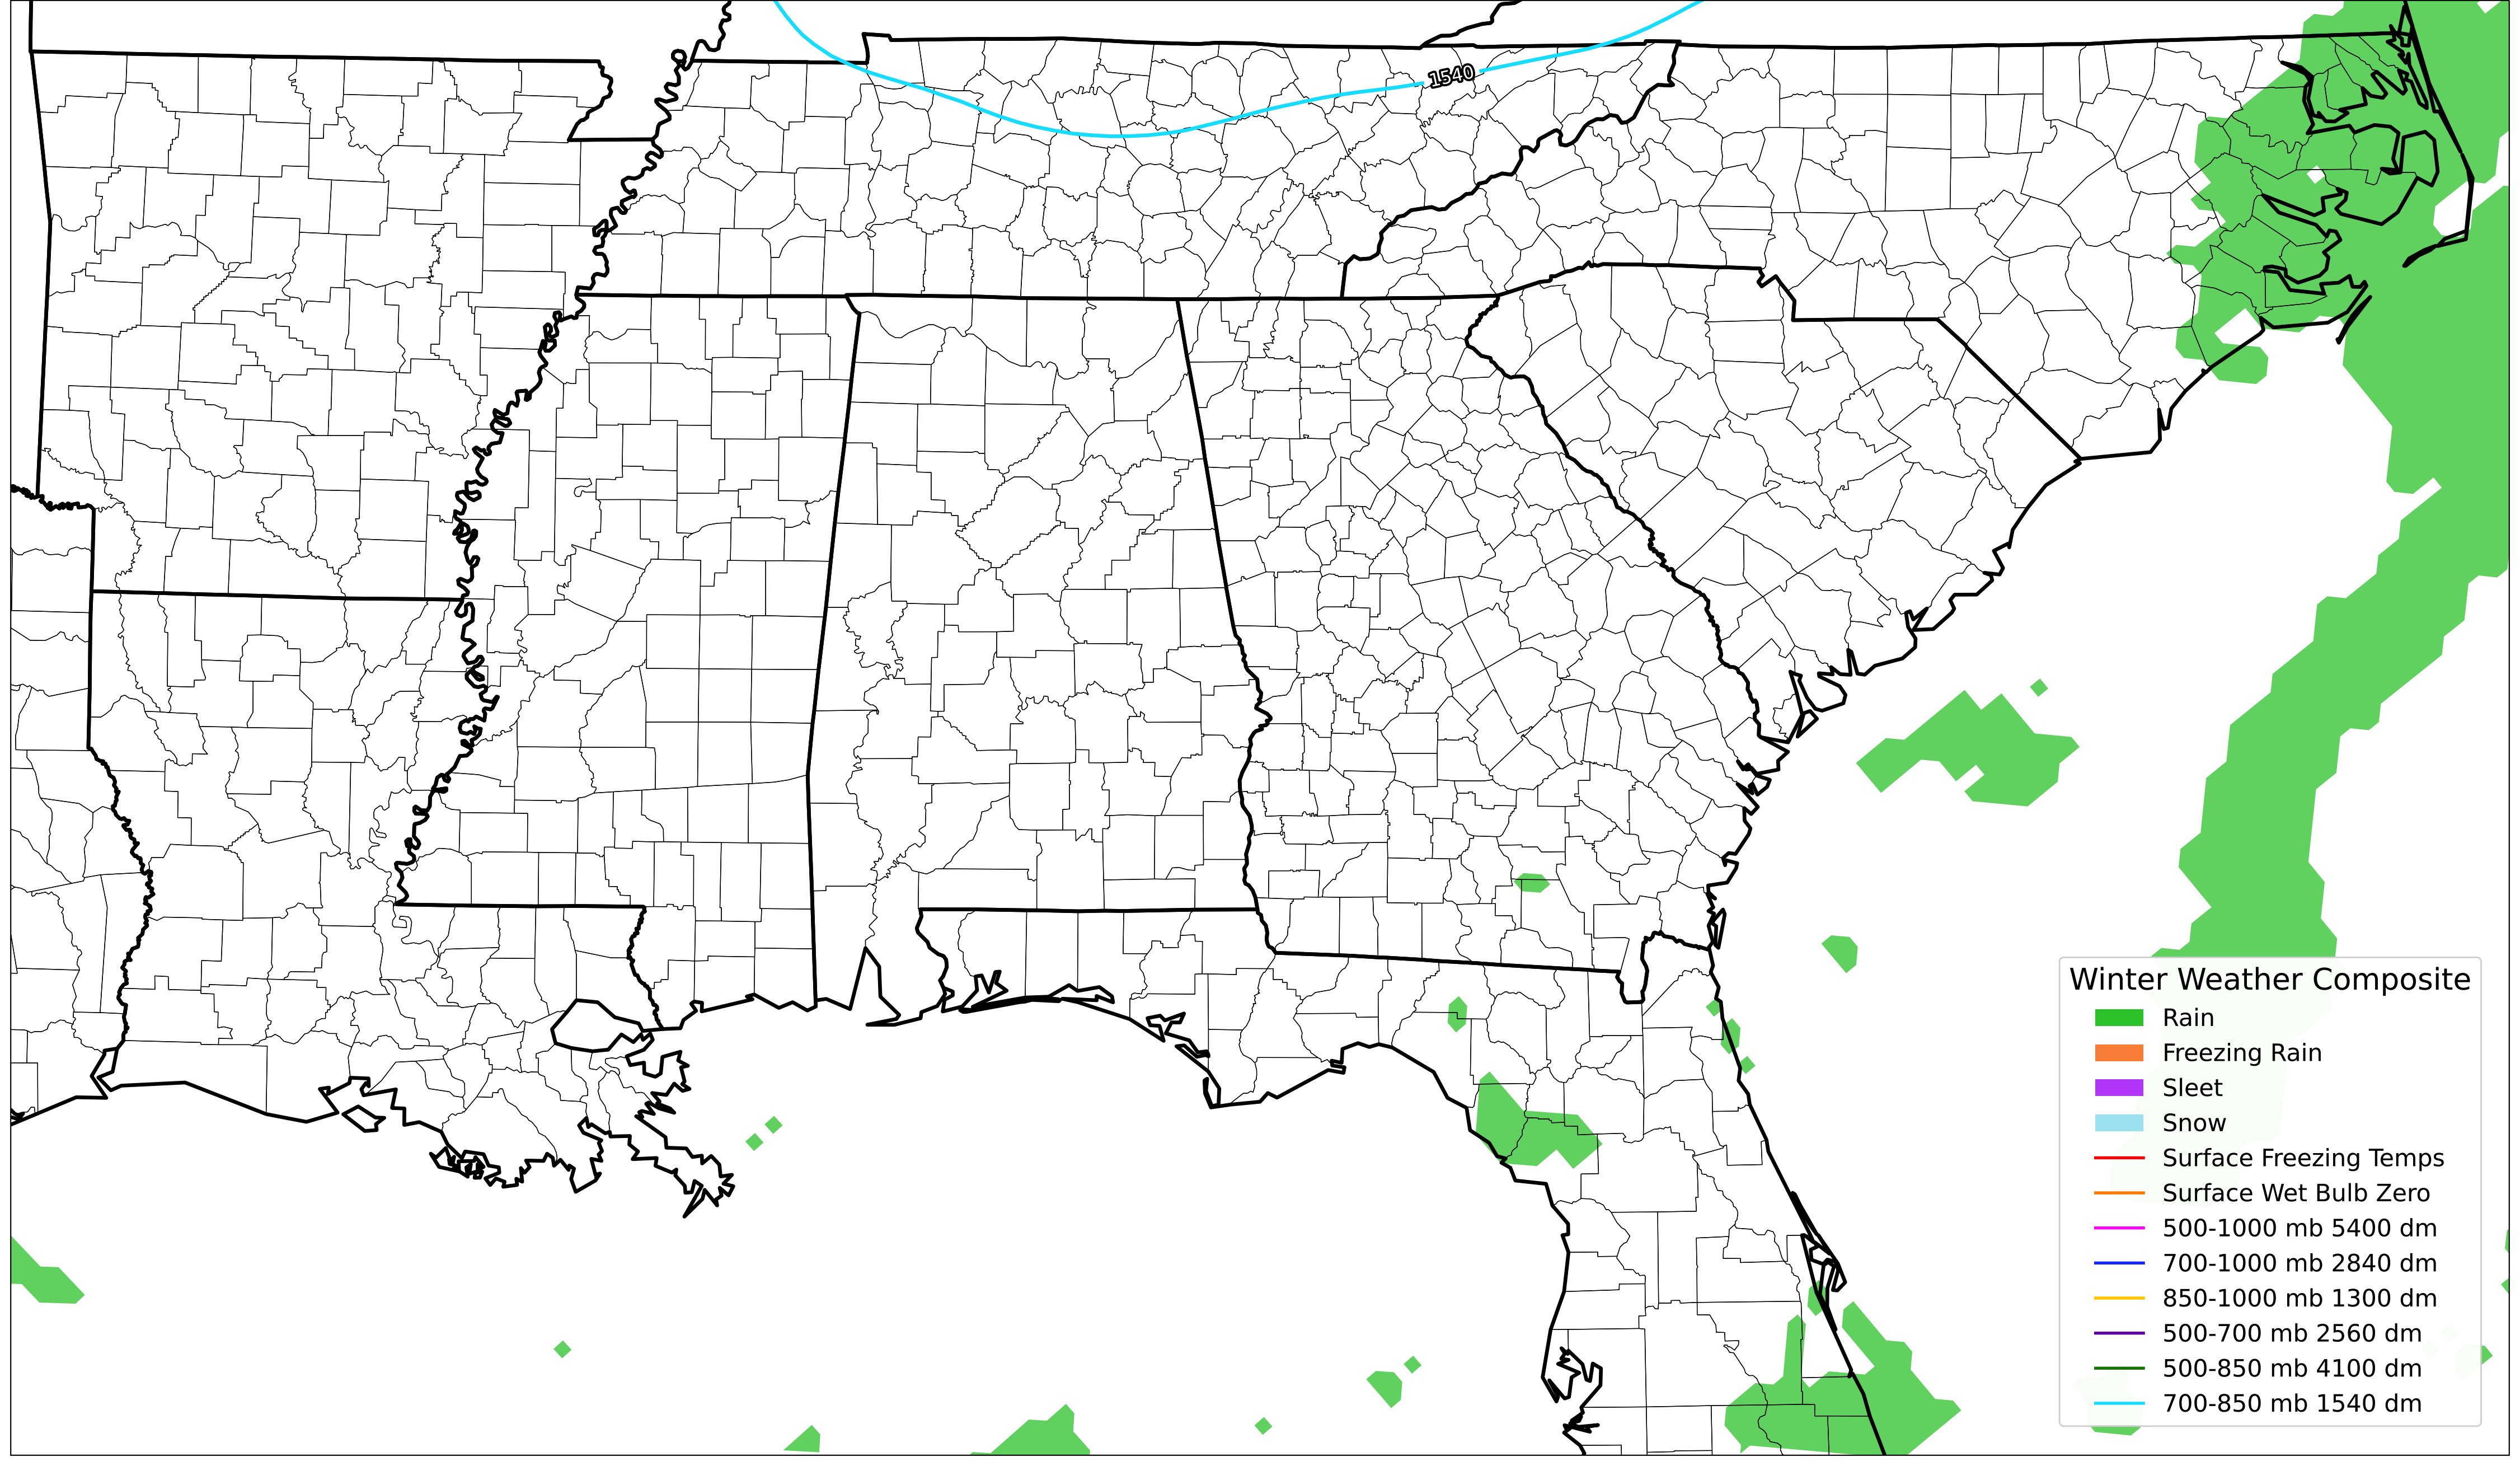 1540
Winter Weather Composite
Rain
Freezing Rain
Sleet
Snow
Surface Freezing Temps
Surface Wet Bulb Zero
500-1000 mb 5400 dm
700-1000 mb 2840 dm
850-1000 mb 1300 dm
500-700 mb 2560 dm
500-850 mb 4100 dm
700-850 mb 1540 dm